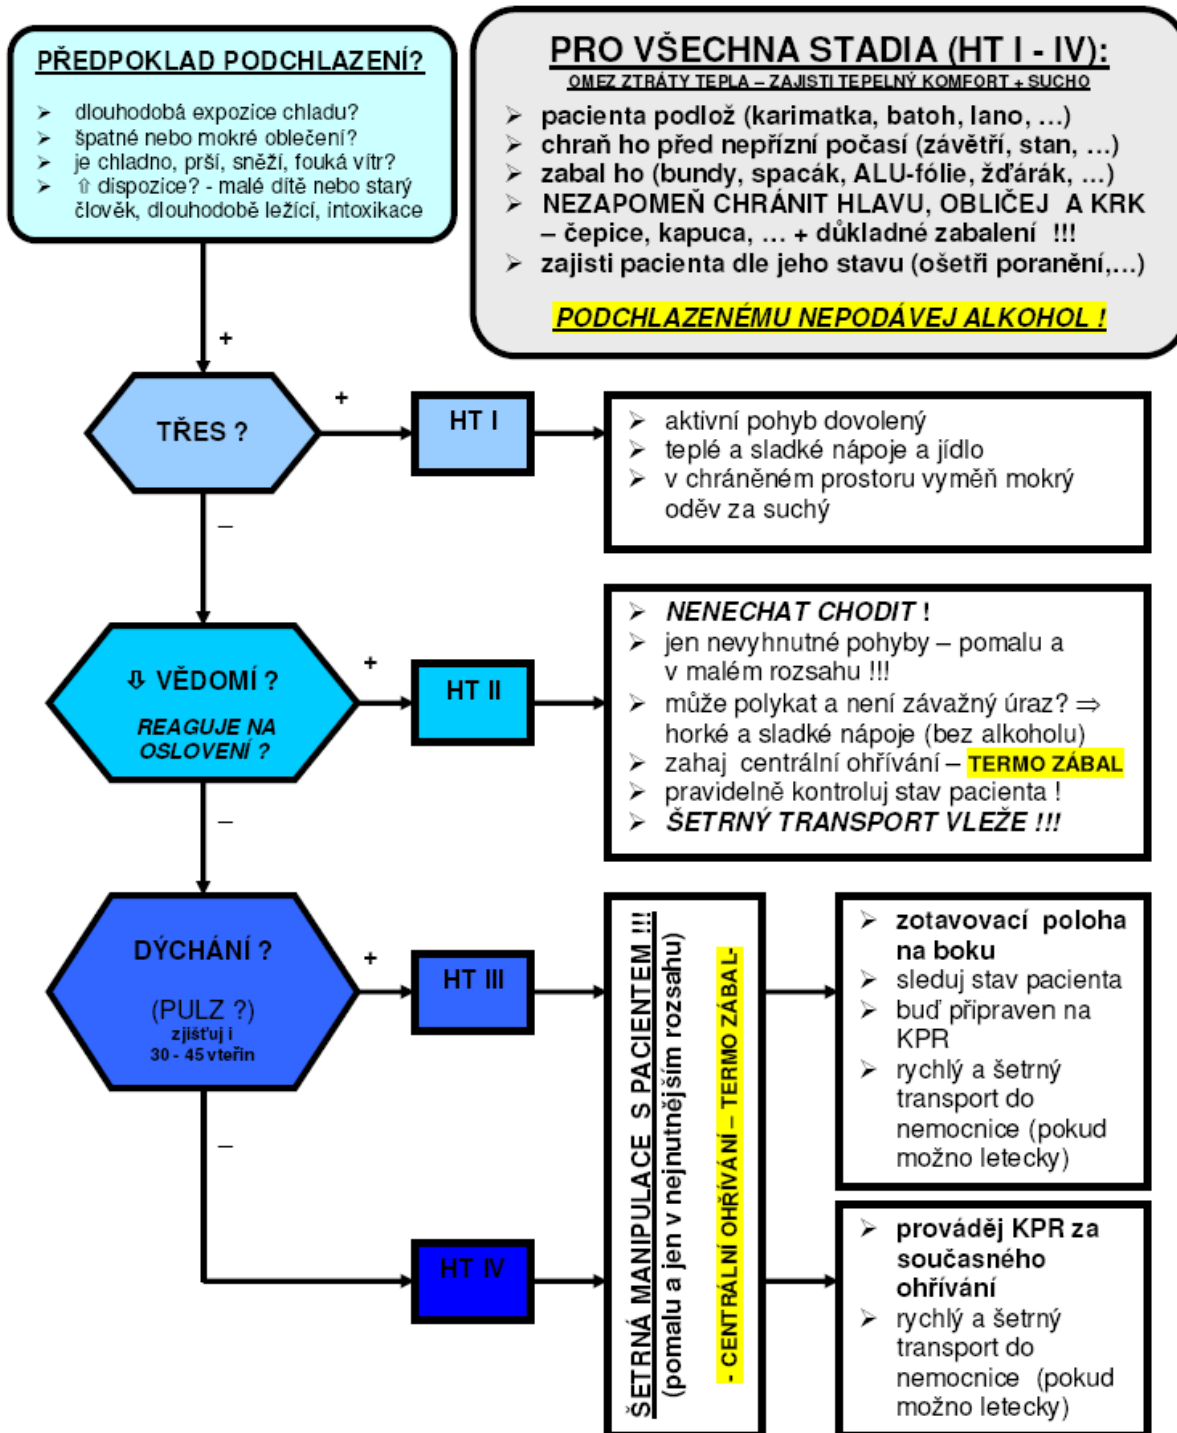 PŘEDPOKLAD PODCHLAZENÍ?
➢ dlouhodobá expozice chladu?
➢ špatné nebo mokré oblečení?
➢ je chladno, prší, sněží, fouká vítr?
➢ ⇧ dispozice? - malé dítě nebo starý
člověk, dlouhodobě ležící, intoxikace
PRO VŠECHNA STADIA (HT I - IV):
OMEZ ZTRÁTY TEPLA – ZAJISTI TEPELNÝ KOMFORT + SUCHO
➢ pacienta podlož (karimatka, batoh, lano, …)
➢ chraň ho před nepřízní počasí (závětří, stan, …)
➢ zabal ho (bundy, spacák, ALU-fólie, žďárák, …)
➢ NEZAPOMEŇ CHRÁNIT HLAVU, OBLIČEJ A KRK
– čepice, kapuca, … + důkladné zabalení !!!
➢ zajisti pacienta dle jeho stavu (ošetři poranění,…)
PODCHLAZENÉMU NEPODÁVEJ ALKOHOL !
+
TŘES ?
+
HT I
➢ aktivní pohyb dovolený
➢ teplé a sladké nápoje a jídlo
➢ v chráněném prostoru vyměň mokrý
oděv za suchý
–
⇩ VĚDOMÍ ?
REAGUJE NA
OSLOVENÍ ?
+
HT II
➢ NENECHAT CHODIT !
➢ jen nevyhnutné pohyby – pomalu a
v malém rozsahu !!!
➢ může polykat a není závažný úraz? ⇒
horké a sladké nápoje (bez alkoholu)
➢ zahaj centrální ohřívání – TERMO ZÁBAL
➢ pravidelně kontroluj stav pacienta !
➢ ŠETRNÝ TRANSPORT VLEŽE !!!
–
DÝCHÁNÍ ?
(PULZ ?)
zjišťuj i
30 - 45 vteřin
+
HT III
ŠETRNÁ MANIPULACE S PACIENTEM !!!
(pomalu a jen v nejnutnějším rozsahu)
- CENTRÁLNÍ OHŘÍVÁNÍ – TERMO ZÁBAL-
➢ zotavovací poloha
na boku
➢ sleduj stav pacienta
➢ buď připraven na
KPR
➢ rychlý a šetrný
transport do
nemocnice (pokud
možno letecky)
–
HT IV
➢ prováděj KPR za
současného
ohřívání
➢ rychlý a šetrný
transport do
nemocnice (pokud
možno letecky)